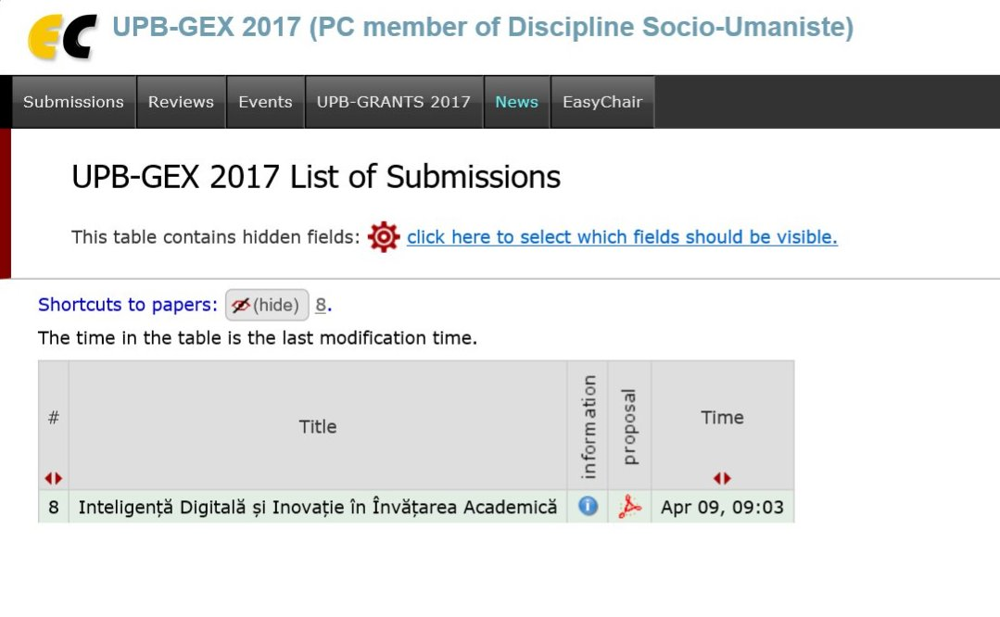 EC
UPB-GEX 2017 (PC member of Discipline Socio-Umaniste)
Submissions Reviews Events UPB-GRANTS 2017 News EasyChair
UPB-GEX 2017 List of Submissions
This table contains hidden fields: click here to select which fields should be visible.
Shortcuts to papers: (hide) 8.
The time in the table is the last modification time.
# Title information proposal Time
8 Inteligență Digitală și Inovație în Învățarea Academică Apr 09, 09:03